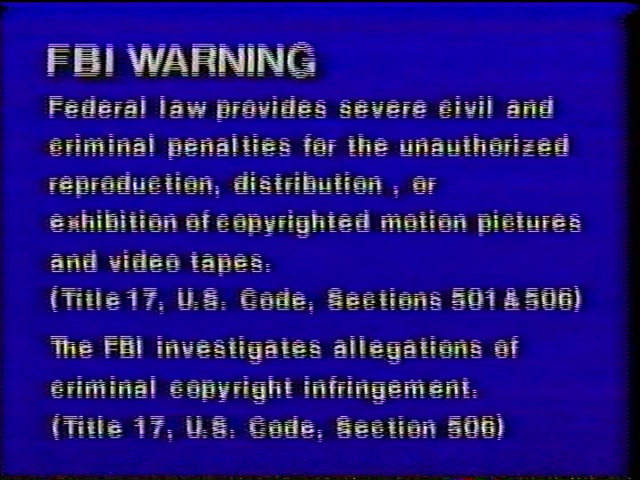 FBI WARNING
Federal law provides severe civil and
criminal penalties for the unauthorized
reproduction, distribution , or
exhibition of copyrighted motion pictures
and video tapes.
(Title 17, U.S. Code, Sections 501 & 506)
The FBI investigates allegations of
criminal copyright infringement.
(Title 17, U.S. Code, Section 506)